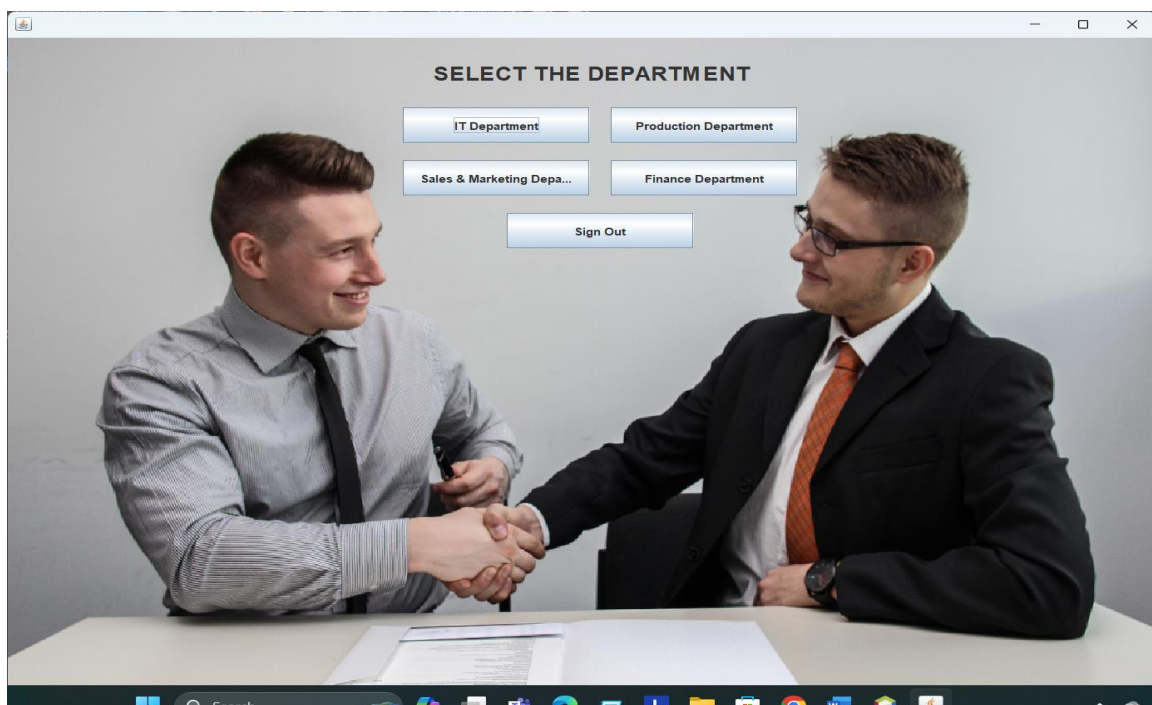 SELECT THE DEPARTMENT
IT Department
Production Department
Sales & Marketing Depa...
Finance Department
Sign Out